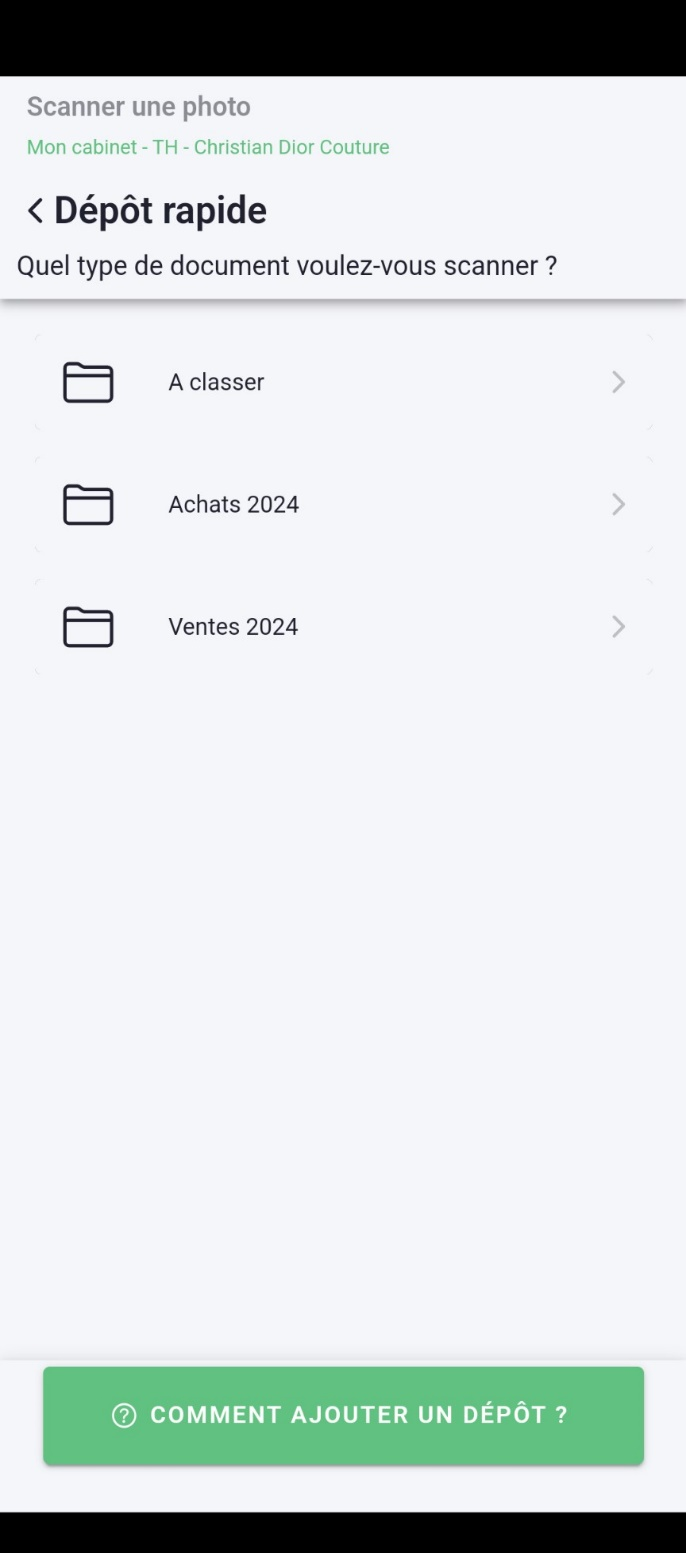 Scanner une photo
Mon cabinet - TH - Christian Dior Couture
Dépôt rapide
Quel type de document voulez-vous scanner ?
A classer
Achats 2024
Ventes 2024
COMMENT AJOUTER UN DÉPÔT ?